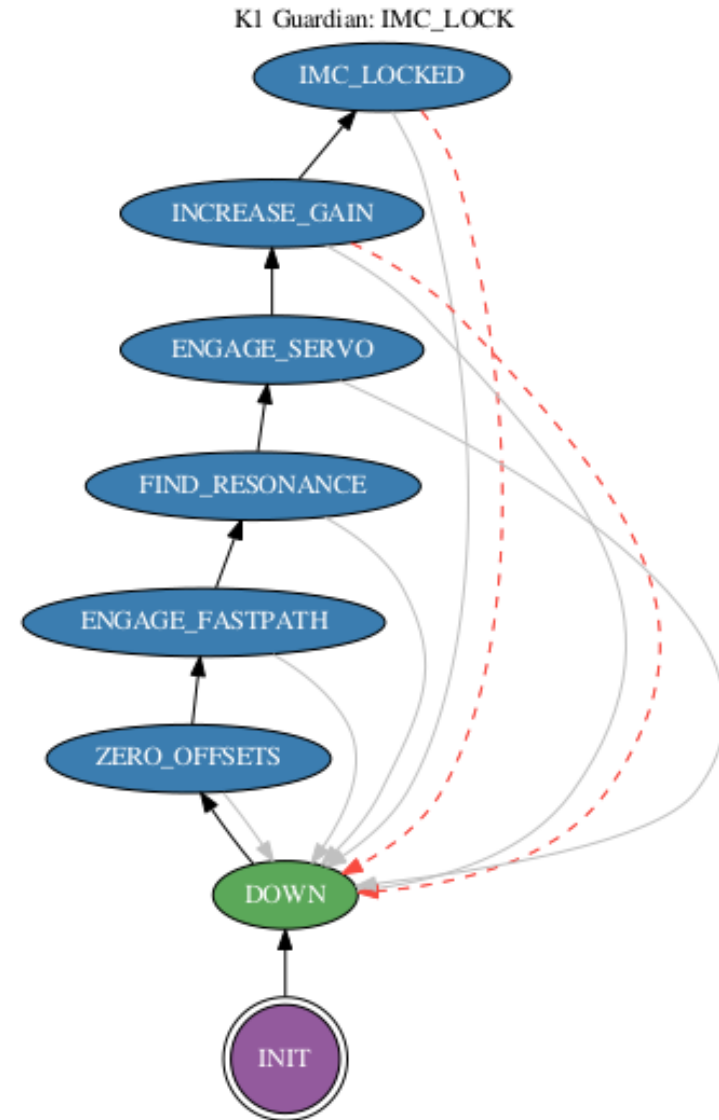 K1 Guardian: IMC_LOCK
IMC_LOCKED
INCREASE_GAIN
ENGAGE_SERVO
FIND_RESONANCE
ENGAGE_FASTPATH
ZERO_OFFSETS
DOWN
INIT